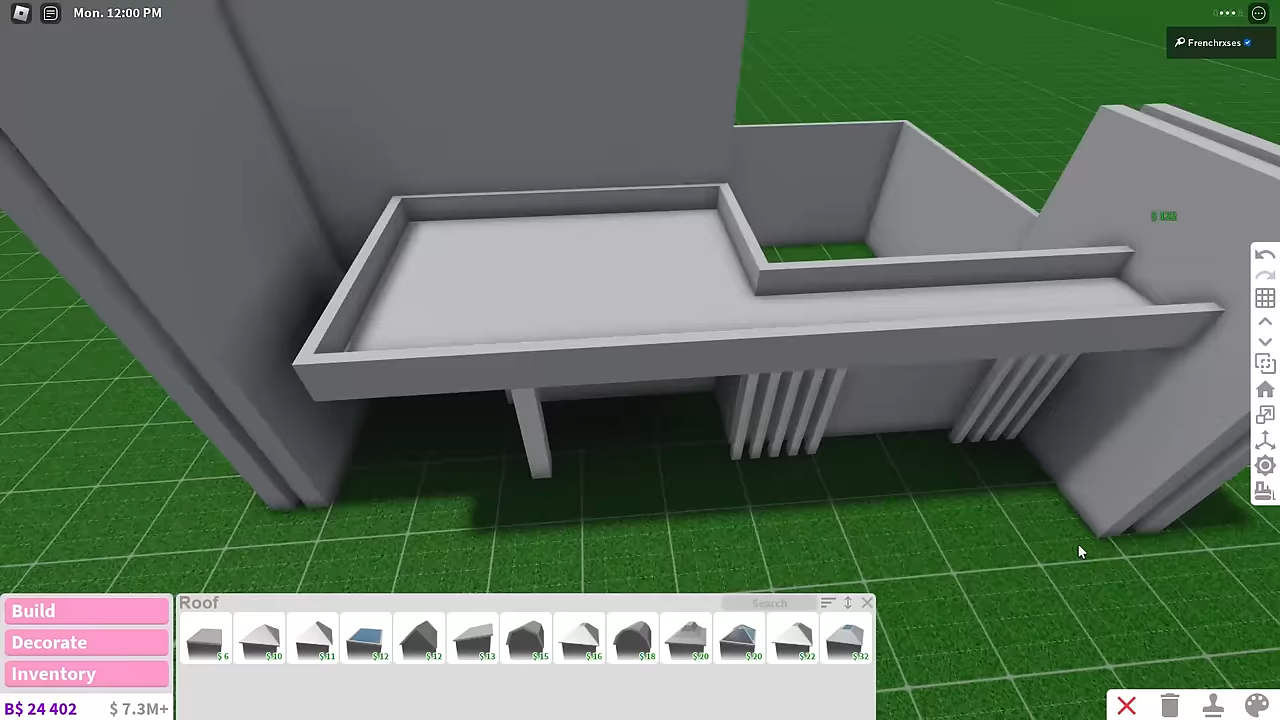 Mon. 12:00 PM
Frenchrxses
Build
Decorate
Inventory
B$ 24 402
$ 7.3M+
Roof
Search
$ 6
$ 10
$ 11
$ 12
$ 12
$ 13
$ 15
$ 16
$ 18
$ 20
$ 20
$ 22
$ 32